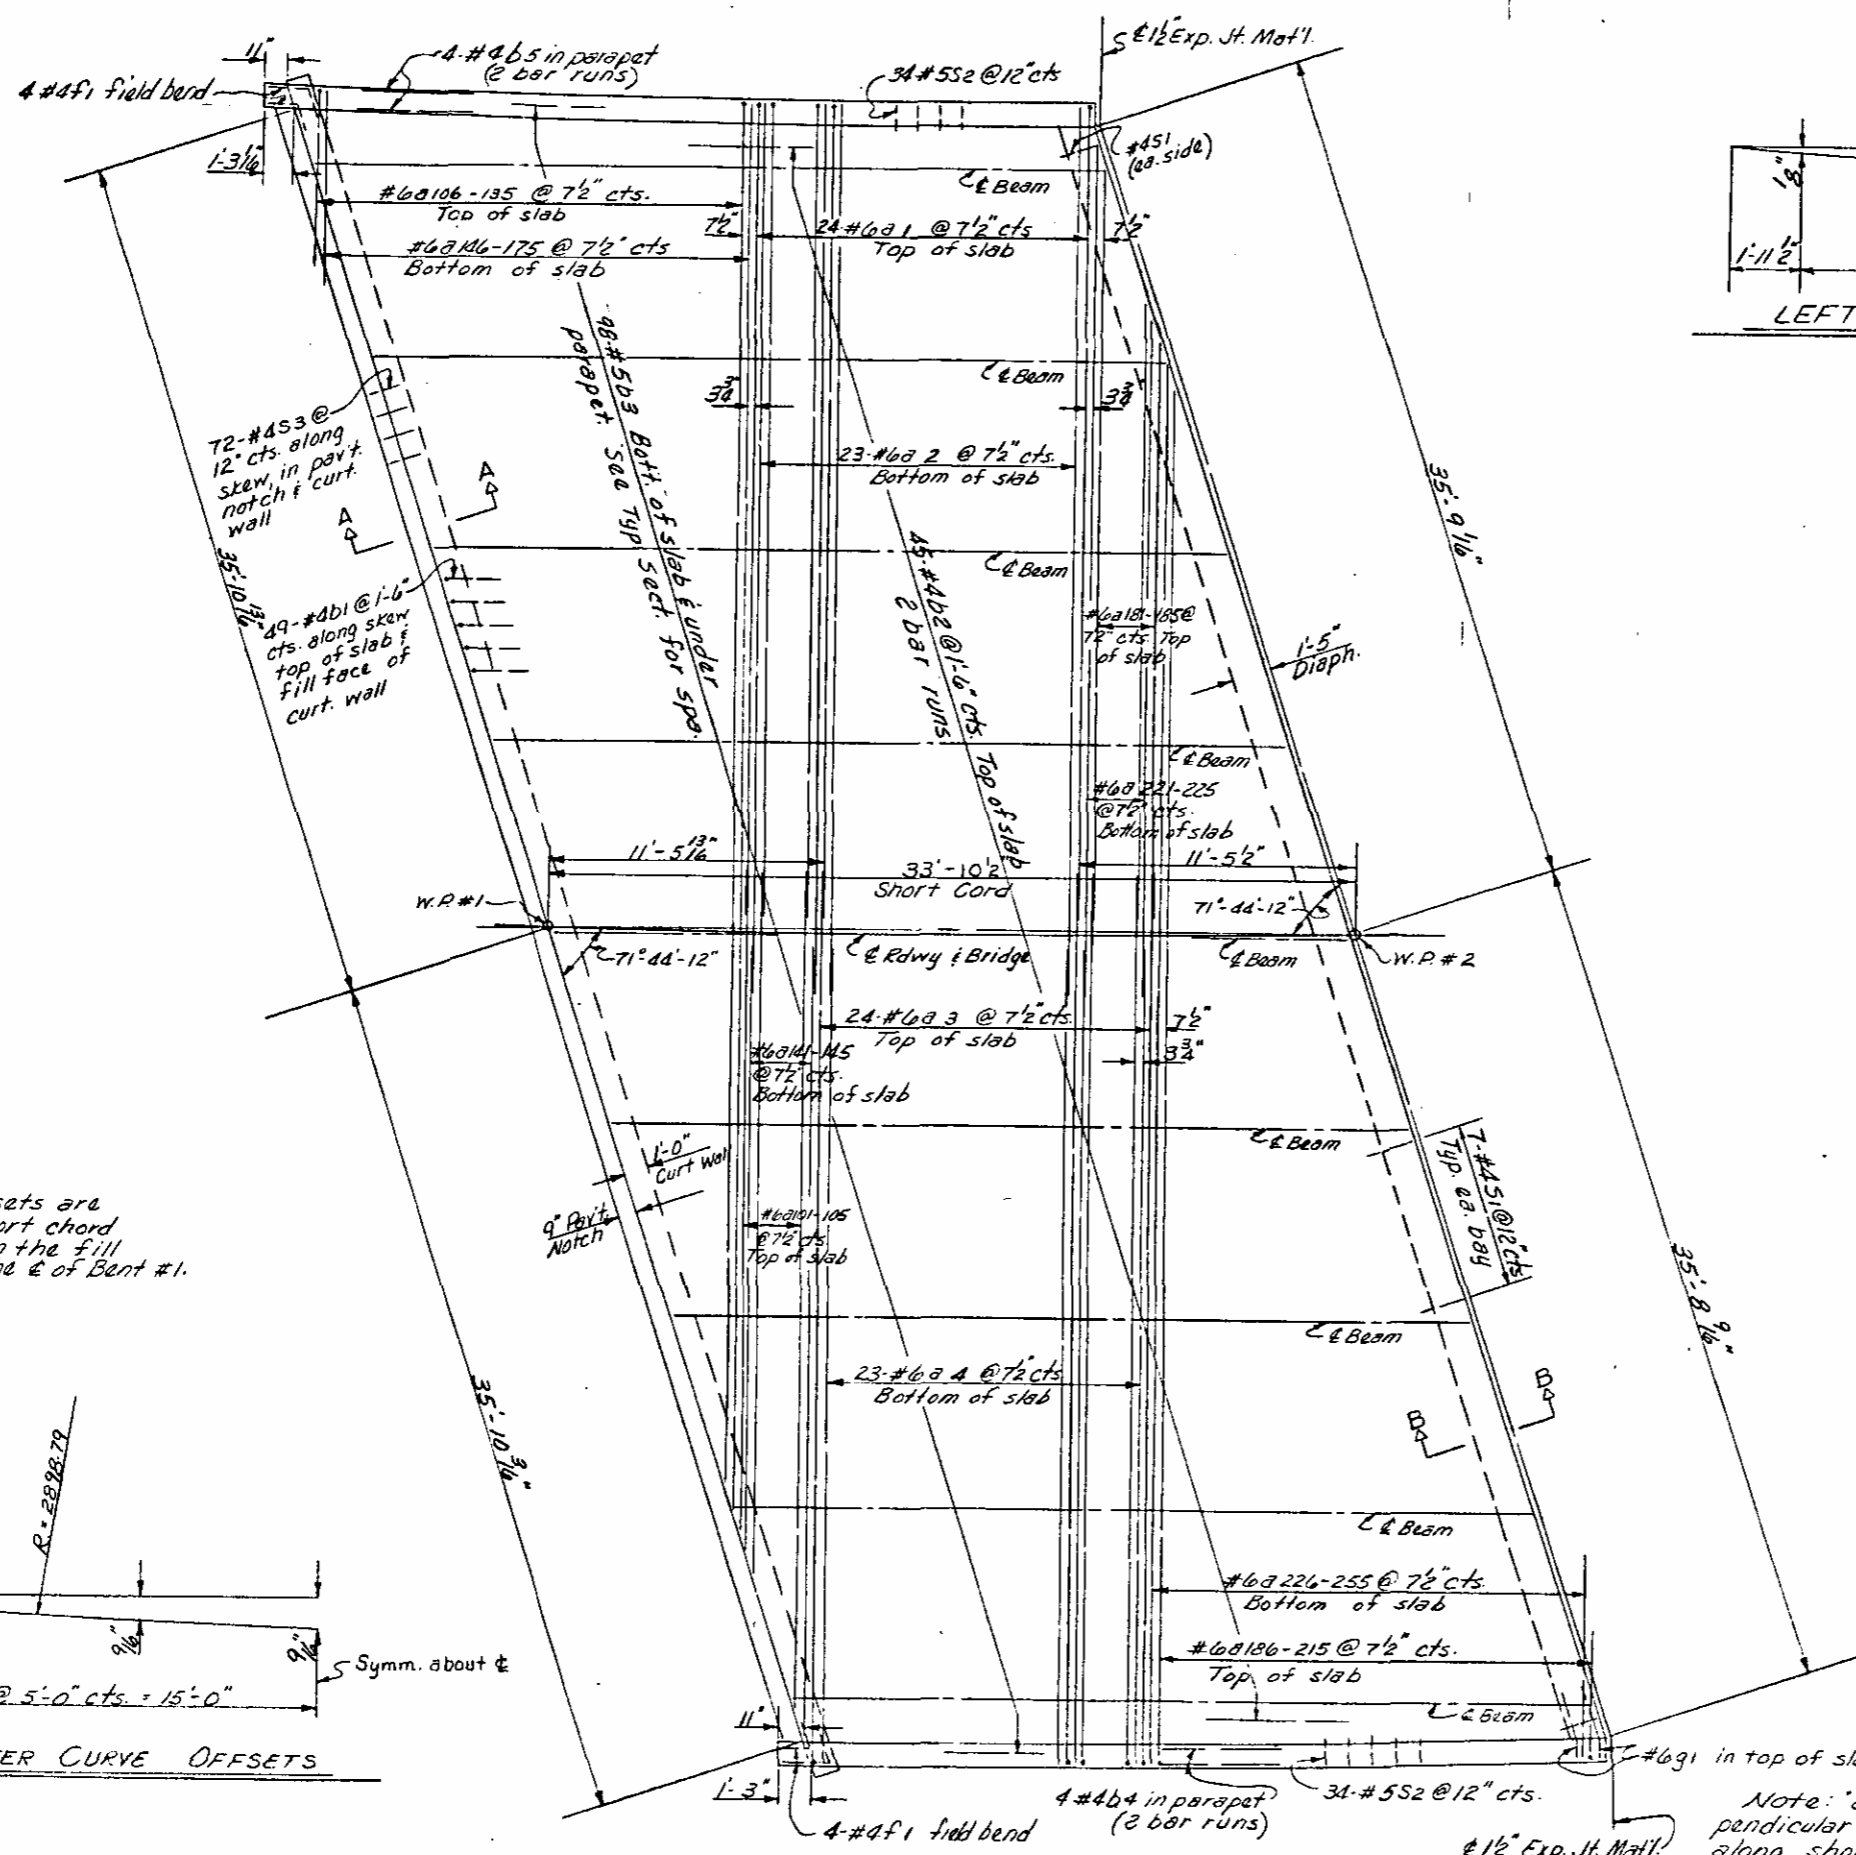 11"
4-#4b5 in parapet
(2 bar runs)
4 #4f1 field bend
34-#5S2 @ 12" cts
₵ 1½" Exp. Jt. Mat'l.
#4S1
(ea. side)
1'-3 1/16"
₵ Beam
#6a106-135 @ 7½" cts.
Top of slab
7½"
24-#6a1 @ 7½" cts
Top of slab
7½"
#6a146-175 @ 7½" cts
Bottom of slab
8"
1'-11½"
LEFT
98-#5b3 Bott. of slab & under
parapet. See Typ Sect. for spa.
₵ Beam
3¾"
3¾"
72-#4S3 @
12" cts. along
skew, in pav't.
notch & curt.
wall
A
A
23-#6a2 @ 7½" cts.
Bottom of slab
35'-9 1/16"
₵ Beam
35'-10 13/16"
49-#4b1 @ 1'-6"
cts. along skew
top of slab &
fill face of
curt. wall
45-#4b2 @ 1'-6" cts. Top of slab
2 bar runs
#6a181-185 @
7½" cts. Top
of slab
1'-5"
Diaph.
₵ Beam
#6a221-225
@ 7½" cts.
Bottom of slab
11'-5 13/16"
33'-10½"
Short Cord
11'-5½"
W.P. #1
71°-44'-12"
71°-44'-12"
₵ Rdwy & Bridge
₵ Beam
W.P. #2
24-#6a3 @ 7½" cts.
Top of slab
7½"
3¾"
#6a141-145
@ 7½" cts.
Bottom of slab
₵ Beam
1'-0"
Curt Wall
9" Pav't.
Notch
#6a101-105
@ 7½" cts.
Top of slab
7-#4S1 @ 12" cts
Typ. ea. bay
sets are
ort chord
the fill
₵ of Bent #1.
35'-8 9/16"
₵ Beam
23-#6a4 @ 7½" cts
Bottom of slab
B
B
35'-10 3/16"
R = 2898.79
₵ Beam
#6a226-255 @ 7½" cts.
Bottom of slab
#6a186-215 @ 7½" cts.
Top of slab
9/16"
9/16"
Symm. about ₵
@ 5'-0" cts. = 15'-0"
ER CURVE OFFSETS
11"
₵ Beam
1'-3"
4-#4f1 field bend
4 #4b4 in parapet
(2 bar runs)
34-#5S2 @ 12" cts.
#6g1 in top of sla
Note: "a
pendicular
along sho
₵ 1½" Exp. Jt. Mat'l.